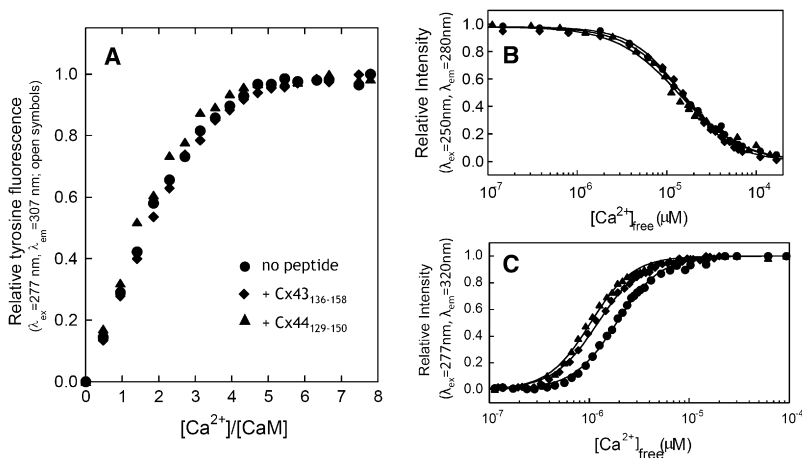 A
Relative tyrosine fluorescence
(λex=277 nm, λem=307 nm; open symbols)
1.0
0.8
0.6
0.4
0.2
0.0
0 1 2 3 4 5 6 7 8
[Ca2+]/[CaM]
no peptide
+ Cx43136-158
+ Cx44129-150
B
Relative Intensity
(λex=250nm, λem=280nm)
1.0
0.8
0.6
0.4
0.2
0.0
10-7 10-6 10-5 10-4
[Ca2+]free (μM)
C
Relative Intensity
(λex=277nm, λem=320nm)
1.0
0.8
0.6
0.4
0.2
0.0
10-7 10-6 10-5 10-4
[Ca2+]free (μM)